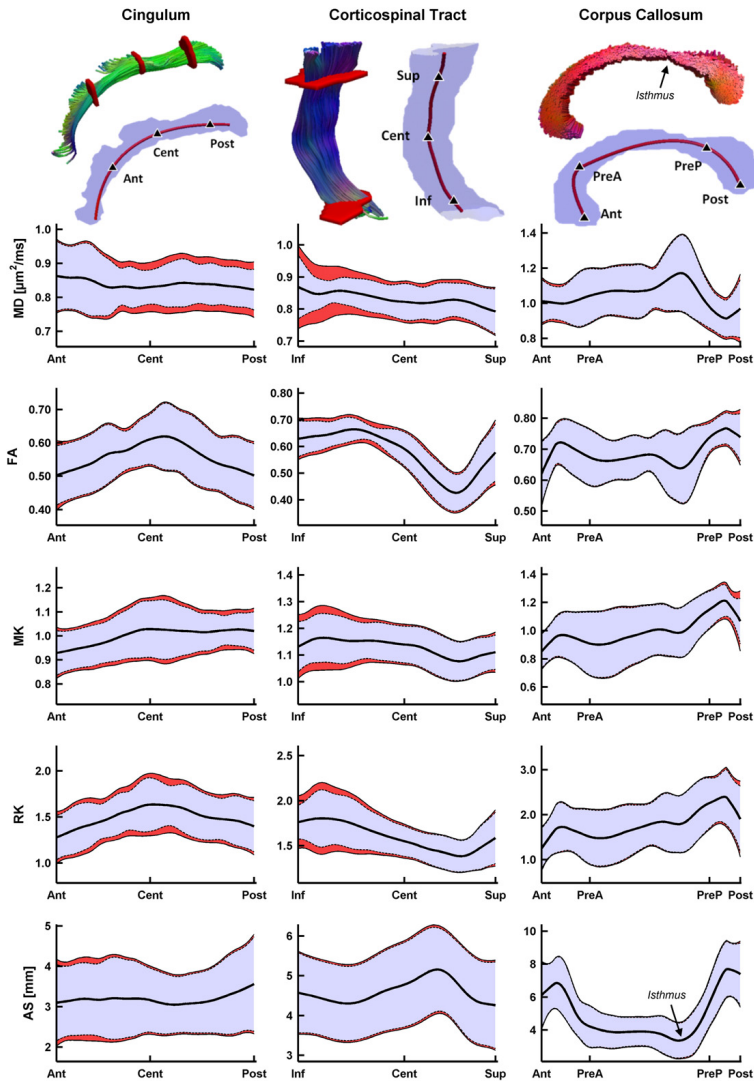 Cingulum Corticospinal Tract Corpus Callosum
Isthmus
Sup
Cent
Inf
Ant
Cent
Post
PreA
PreP
Ant
Post
MD [µm²/ms]
1.0
0.9
0.8
0.7
Ant Cent Post
1.0
0.9
0.8
0.7
Inf Cent Sup
1.4
1.2
1.0
0.8
Ant PreA PreP Post
FA
0.70
0.60
0.50
0.40
Ant Cent Post
0.80
0.70
0.60
0.50
0.40
Inf Cent Sup
0.80
0.70
0.60
0.50
Ant PreA PreP Post
MK
1.2
1.1
1.0
0.9
0.8
Ant Cent Post
1.4
1.3
1.2
1.1
1.0
Inf Cent Sup
1.4
1.2
1.0
0.8
0.6
Ant PreA PreP Post
RK
2.0
1.5
1.0
Ant Cent Post
2.5
2.0
1.5
Inf Cent Sup
3.0
2.0
1.0
Ant PreA PreP Post
AS [mm]
5
4
3
2
Ant Cent Post
6
5
4
3
Inf Cent Sup
10
8
6
4
Isthmus
Ant PreA PreP Post